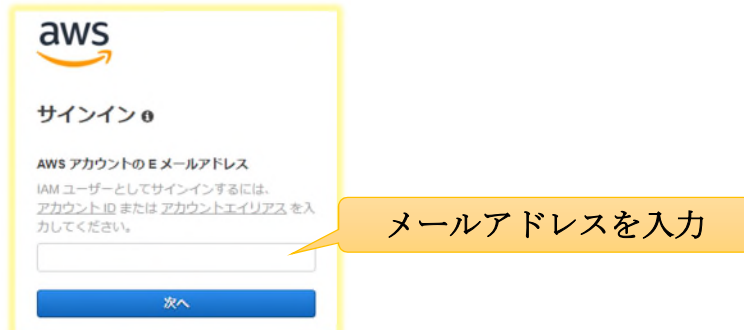 aws
サインイン
AWS アカウントの E メールアドレス
IAM ユーザーとしてサインインするには、
アカウント ID または アカウントエイリアス を入
力してください。
メールアドレスを入力
次へ